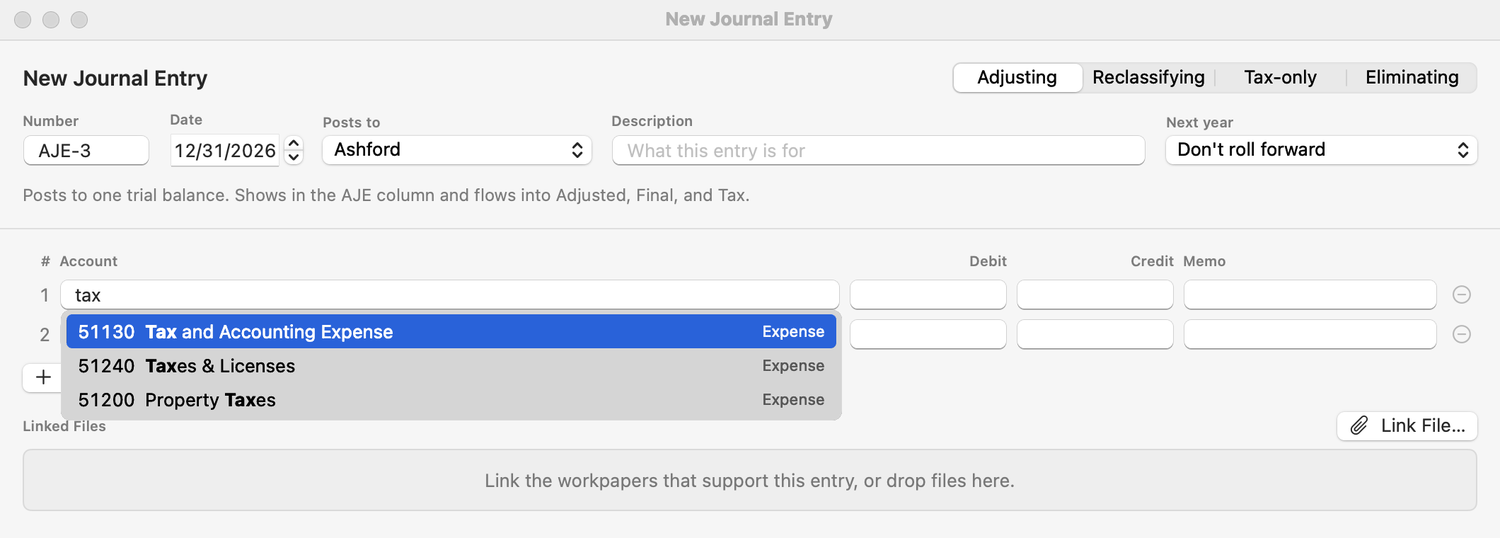 New Journal Entry
New Journal Entry
Adjusting Reclassifying Tax-only Eliminating
Number Date Posts to Description Next year
AJE-3 12/31/2026 Ashford What this entry is for Don't roll forward
Posts to one trial balance. Shows in the AJE column and flows into Adjusted, Final, and Tax.
# Account Debit Credit Memo
1 tax
2
51130 Tax and Accounting Expense Expense
51240 Taxes & Licenses Expense
51200 Property Taxes Expense
+
Linked Files
Link File...
Link the workpapers that support this entry, or drop files here.